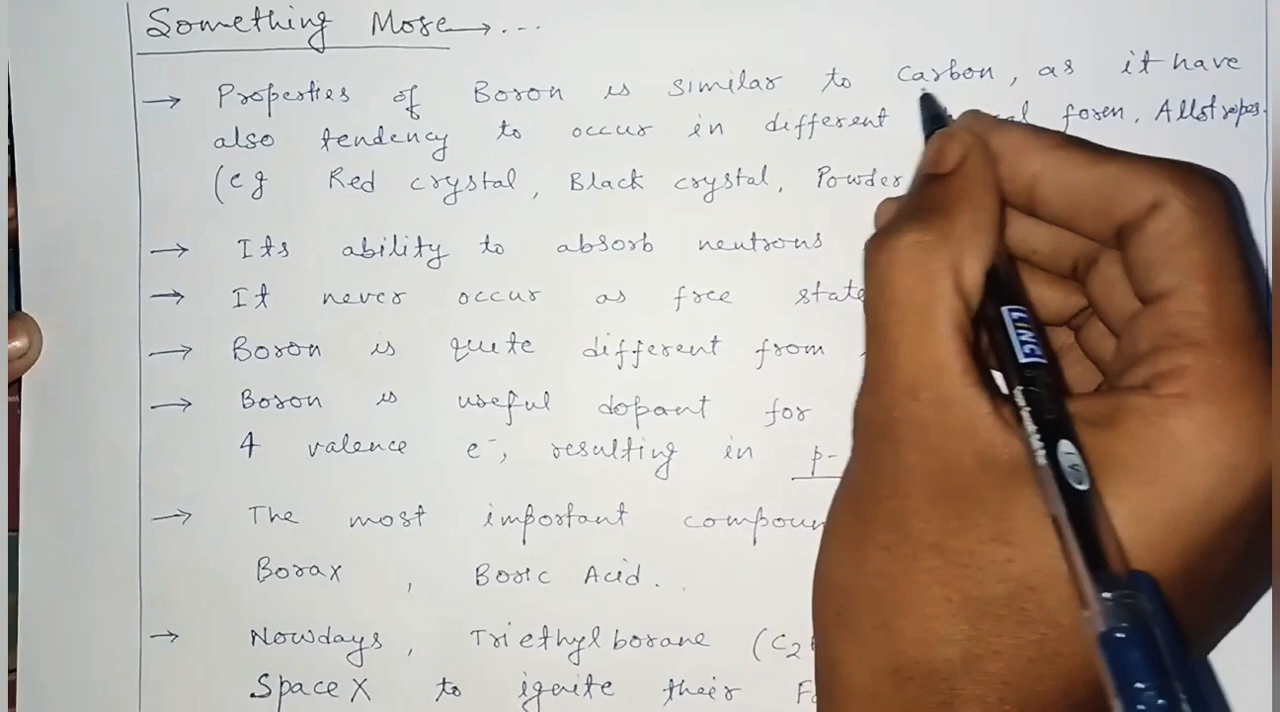 Something More → ...
→ Properties of Boron is similar to Carbon, as it have
also tendency to occur in different form, Allotropes.
(eg Red crystal, Black crystal, Powder
→ Its ability to absorb neutrons
→ It never occur as free state
→ Boron is quite different from
→ Boron is useful dopant for
4 valence e⁻, resulting in p-
→ The most important
Borax , Boric Acid.
→ Nowdays, Triethylborane (C₂
SpaceX to ignite their
LINC